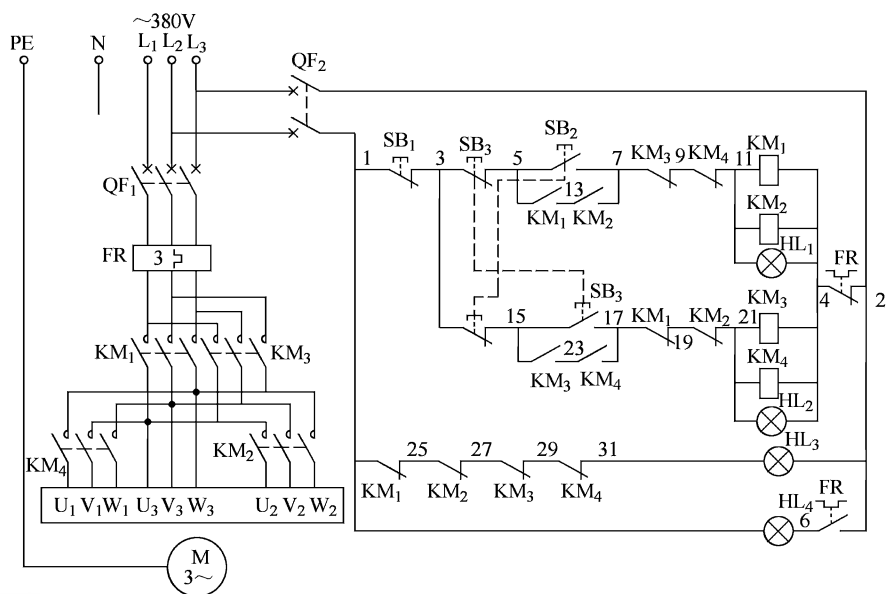 ~380V
PE N L₁ L₂ L₃
QF₂
SB₁ SB₃ SB₂ KM₁
1 3 5 7 KM₃ 9 KM₄ 11
13
QF₁
KM₁ KM₂
KM₂
HL₁
FR 3
FR
SB₃ 4 2
KM₃
15 17 KM₁ KM₂ 21
19
KM₁ KM₃
23
KM₃ KM₄
KM₄
HL₂
HL₃
25 27 29 31
KM₄ KM₂
KM₁ KM₂ KM₃ KM₄
U₁ V₁ W₁ U₃ V₃ W₃ U₂ V₂ W₂
HL₄ FR
6
M
3~